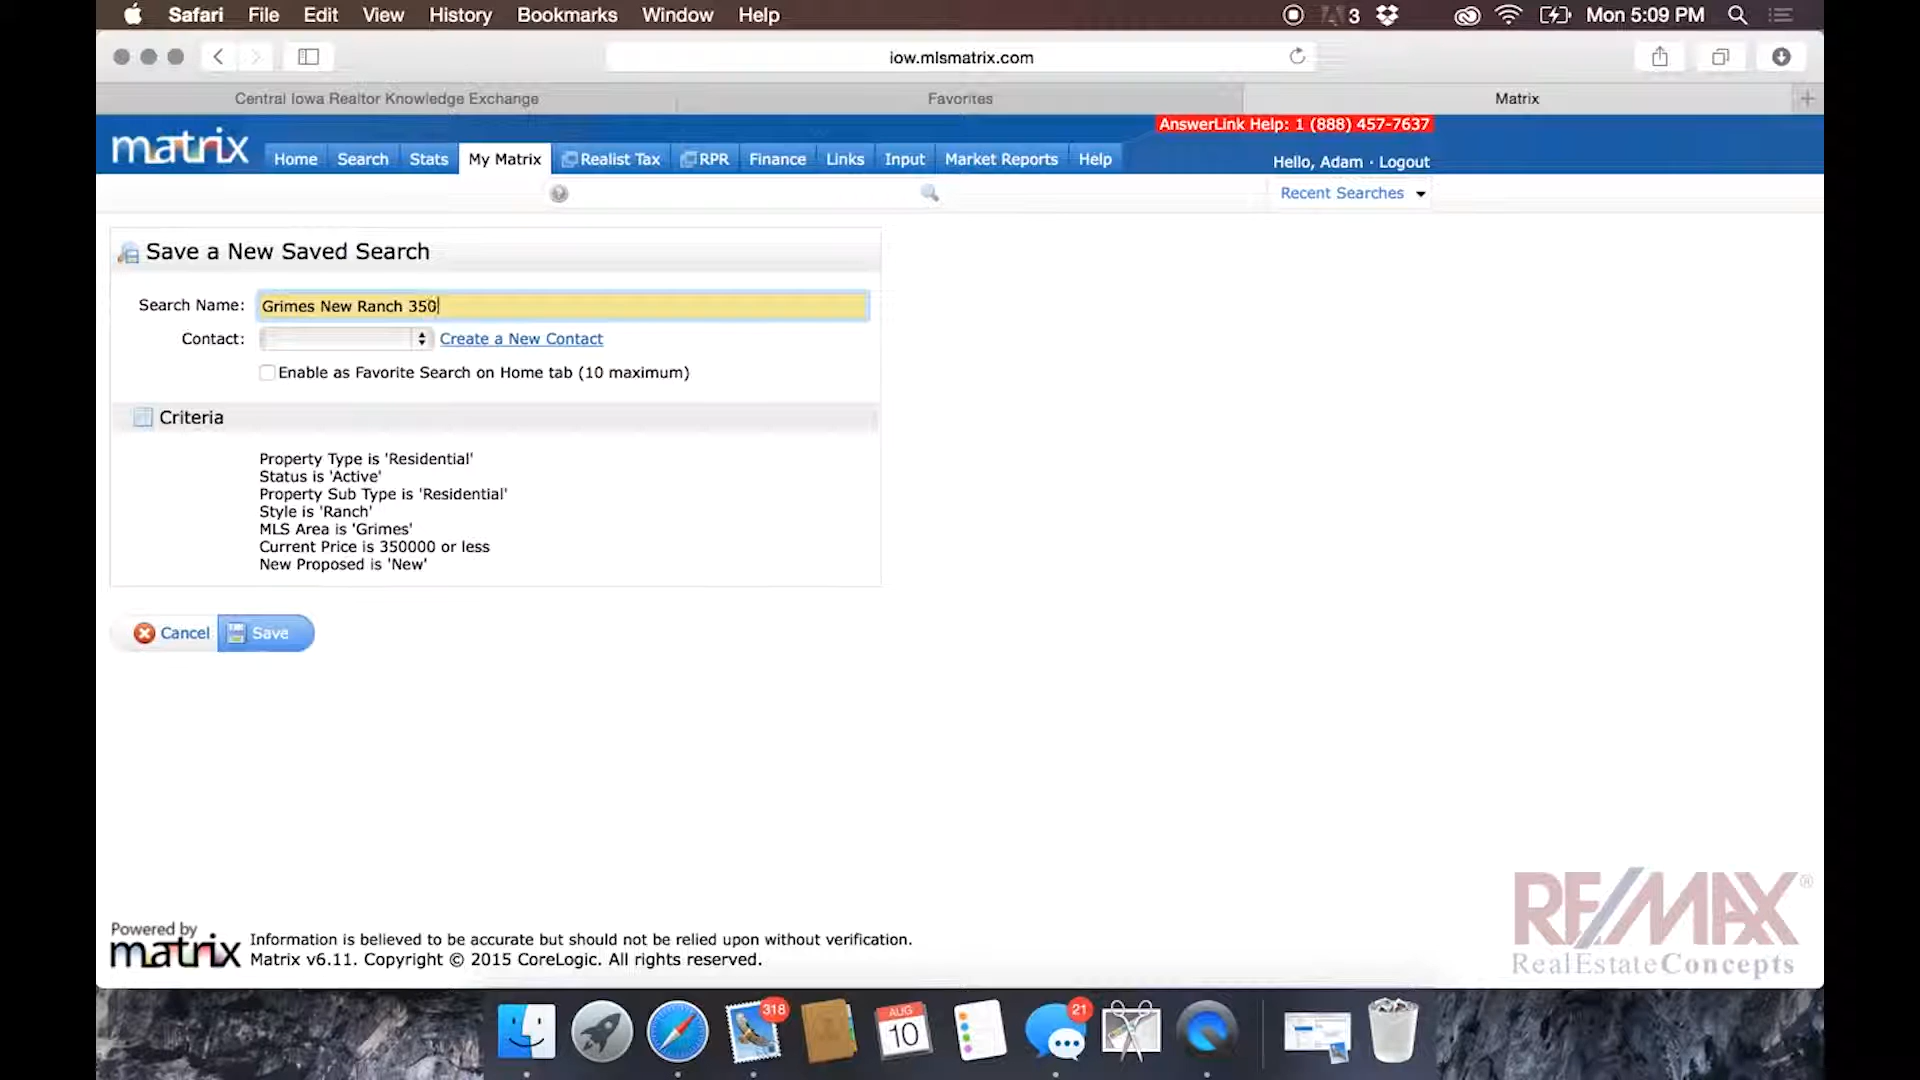 Safari File Edit View History Bookmarks Window Help 3 Mon 5:09 PM
iow.mlsmatrix.com
Central Iowa Realtor Knowledge Exchange Favorites Matrix
AnswerLink Help: 1 (888) 457-7637
matrix Home Search Stats My Matrix Realist Tax RPR Finance Links Input Market Reports Help
Hello, Adam · Logout
Recent Searches
Save a New Saved Search
Search Name: Grimes New Ranch 350
Contact: Create a New Contact
Enable as Favorite Search on Home tab (10 maximum)
Criteria
Property Type is 'Residential'
Status is 'Active'
Property Sub Type is 'Residential'
Style is 'Ranch'
MLS Area is 'Grimes'
Current Price is 350000 or less
New Proposed is 'New'
Cancel Save
RE/MAX®
Real Estate Concepts
Powered by
matrix
Information is believed to be accurate but should not be relied upon without verification.
Matrix v6.11. Copyright © 2015 CoreLogic. All rights reserved.
318
AUG
10
21